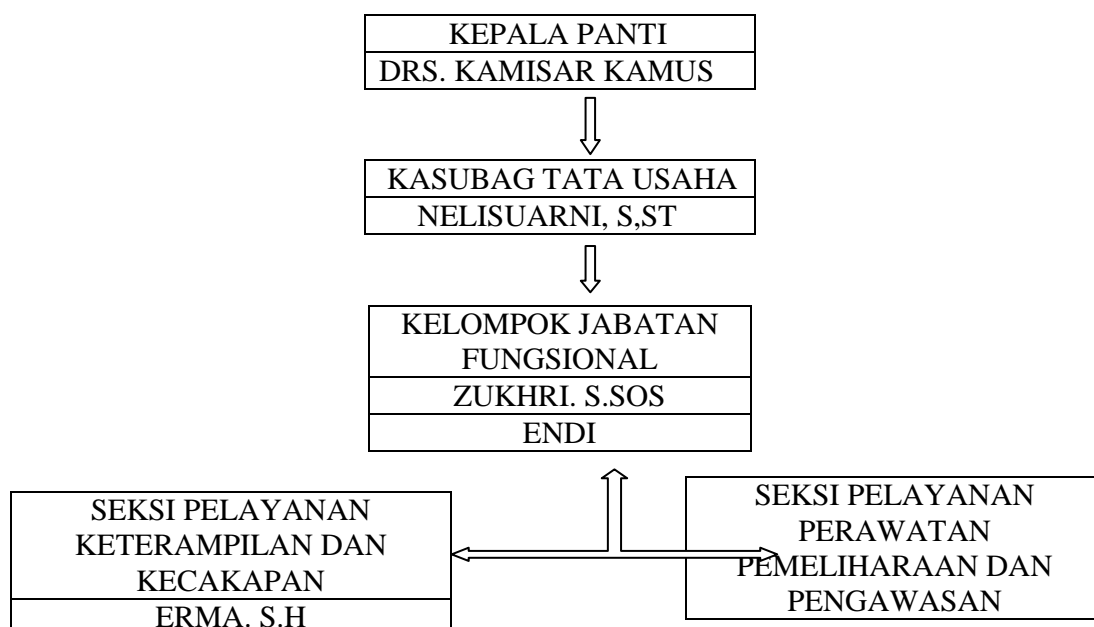 KEPALA PANTI
DRS. KAMISAR KAMUS
KASUBAG TATA USAHA
NELISUARNI, S,ST
KELOMPOK JABATAN
FUNGSIONAL
ZUKHRI. S.SOS
ENDI
SEKSI PELAYANAN
KETERAMPILAN DAN
KECAKAPAN
ERMA. S.H
SEKSI PELAYANAN
PERAWATAN
PEMELIHARAAN DAN
PENGAWASAN